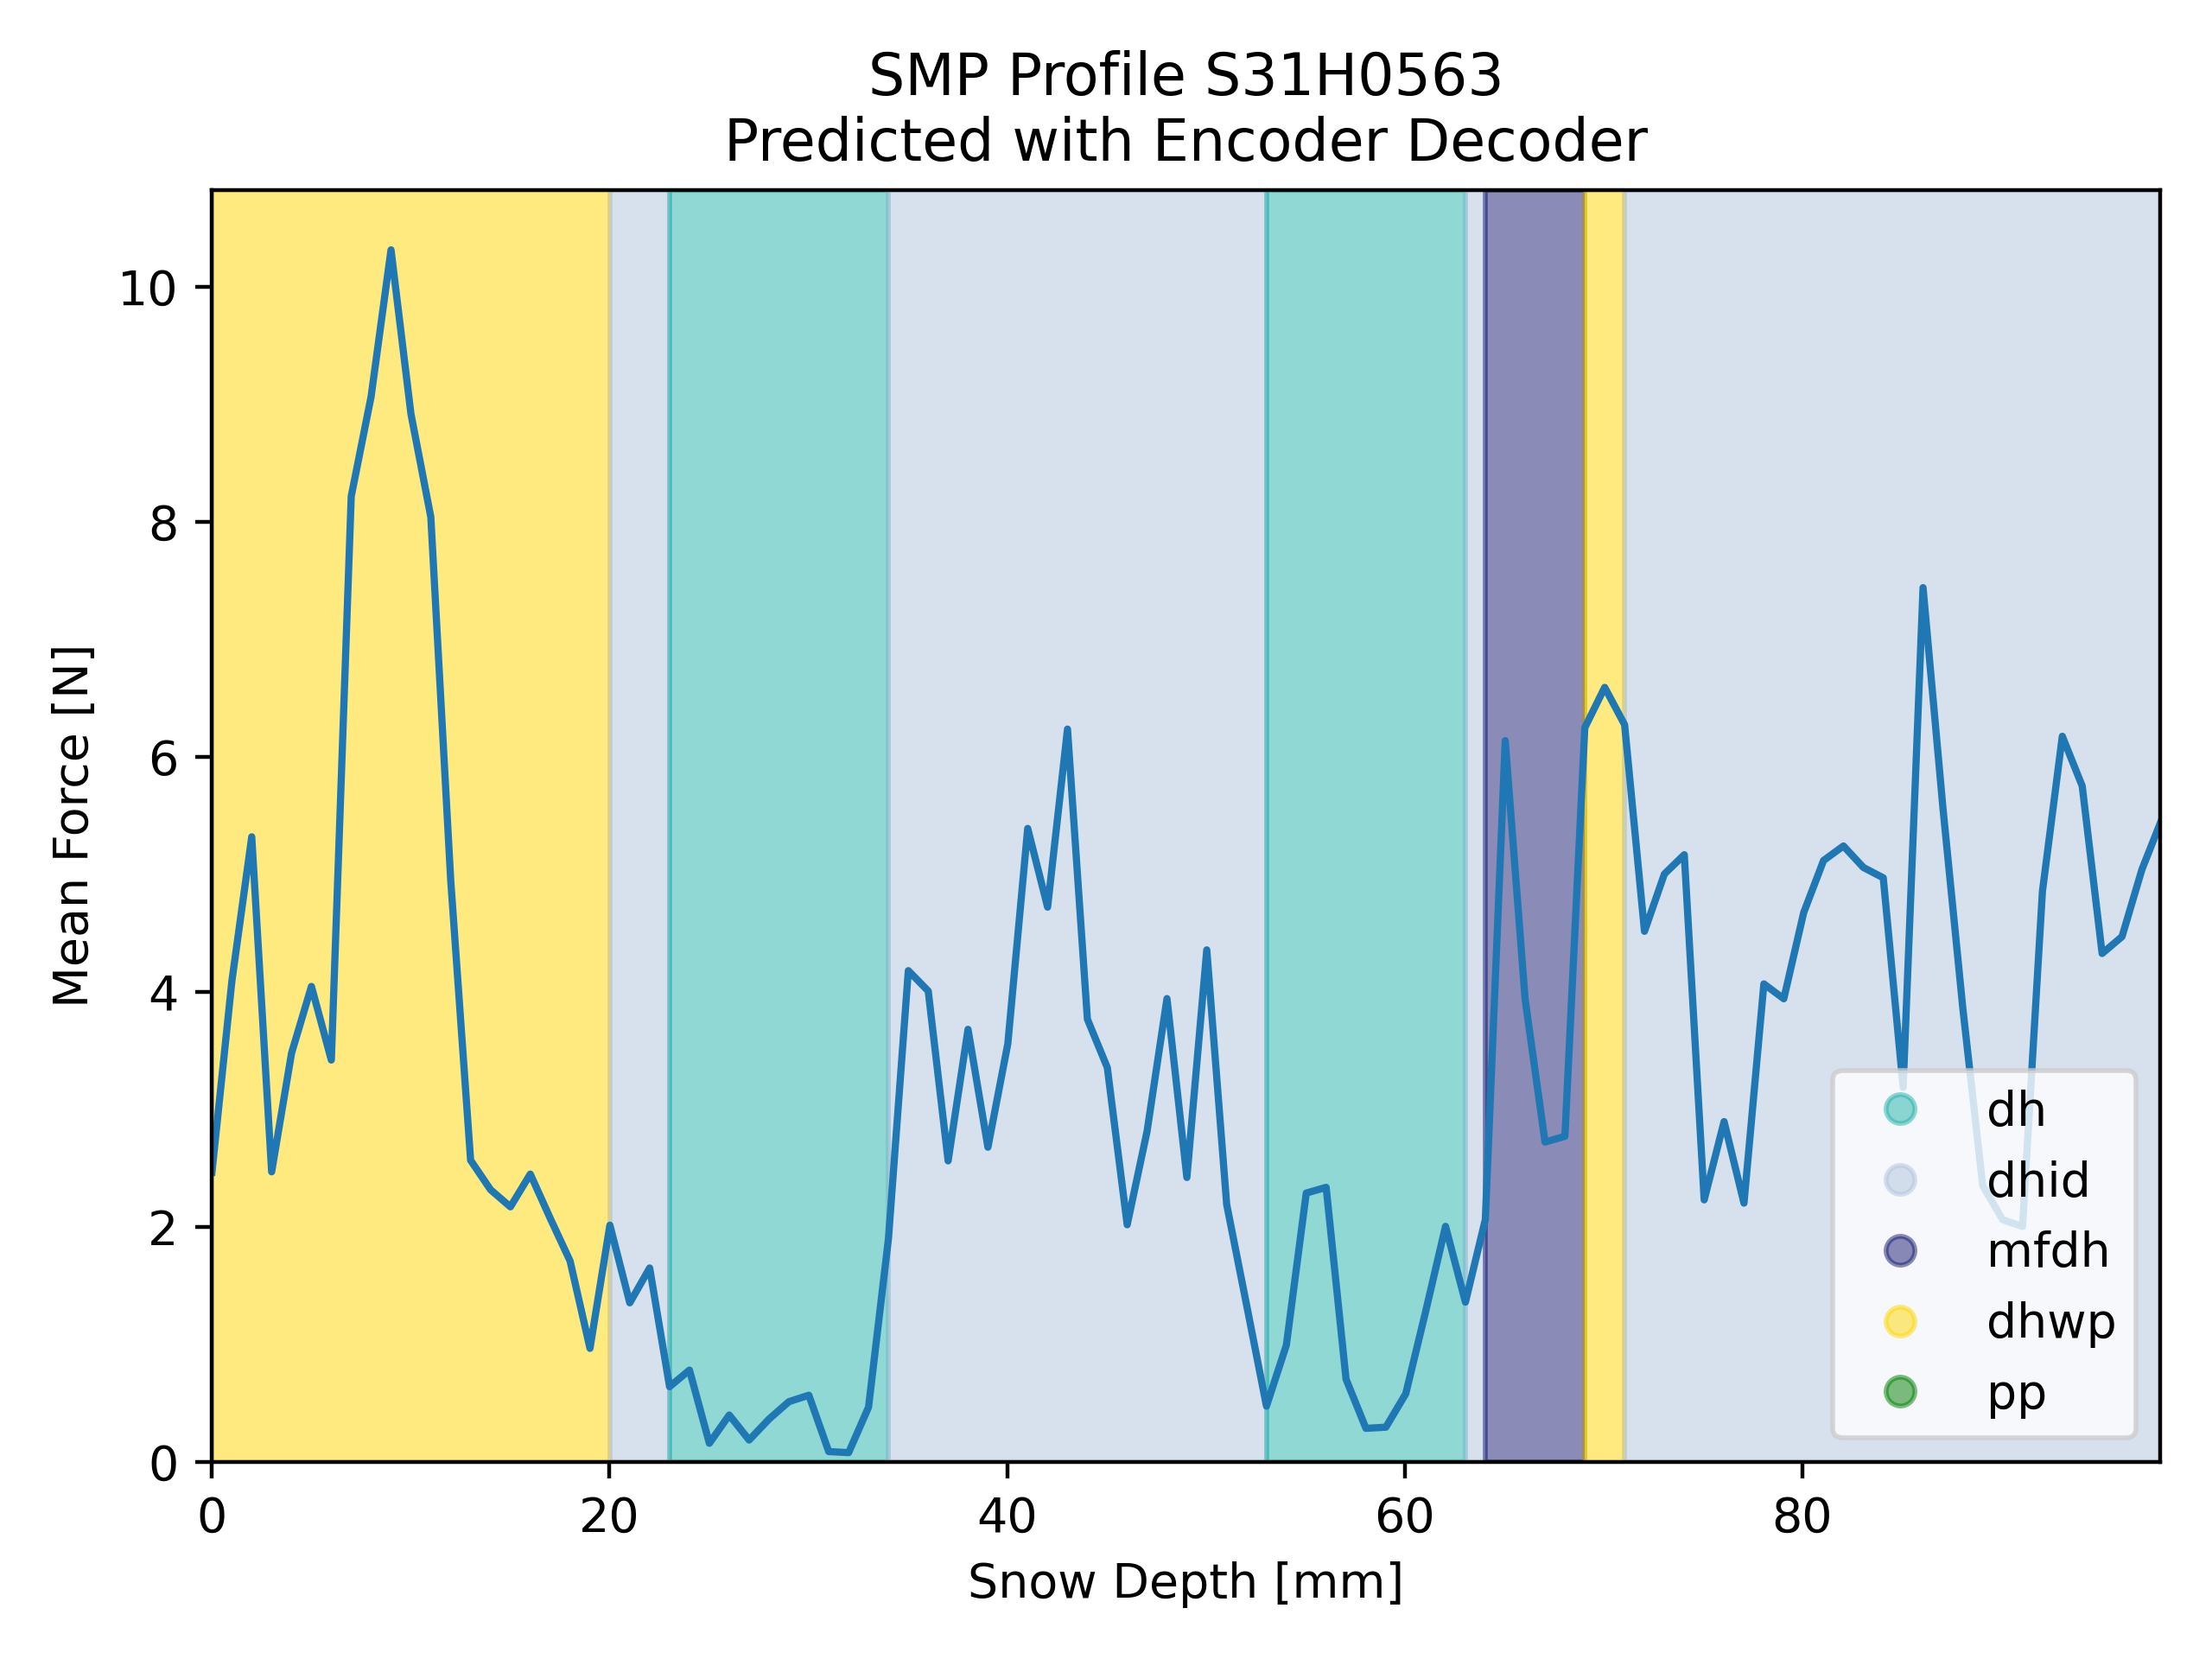 SMP Profile S31H0563
Predicted with Encoder Decoder
Mean Force [N]
10
8
6
4
2
0
0 20 40 60 80
Snow Depth [mm]
dh
dhid
mfdh
dhwp
pp